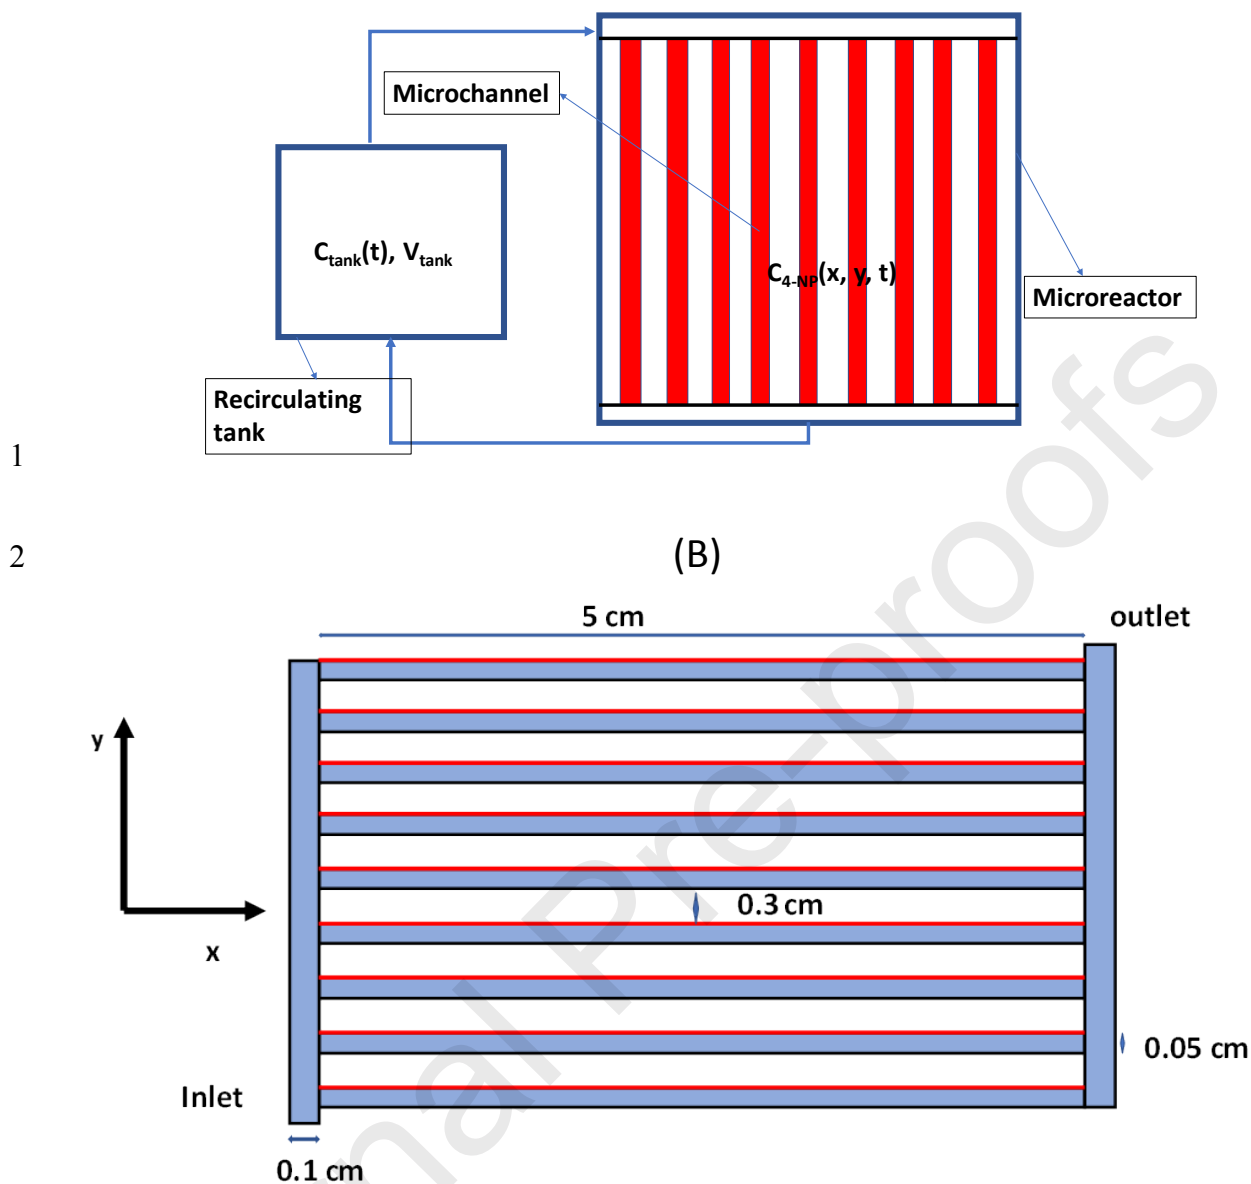 Microchannel
C_tank(t), V_tank
C_4-NP(x, y, t)
Microreactor
Recirculating
tank
1
2
(B)
5 cm
outlet
y
x
0.3 cm
0.05 cm
Inlet
0.1 cm
nal Pre-proofs